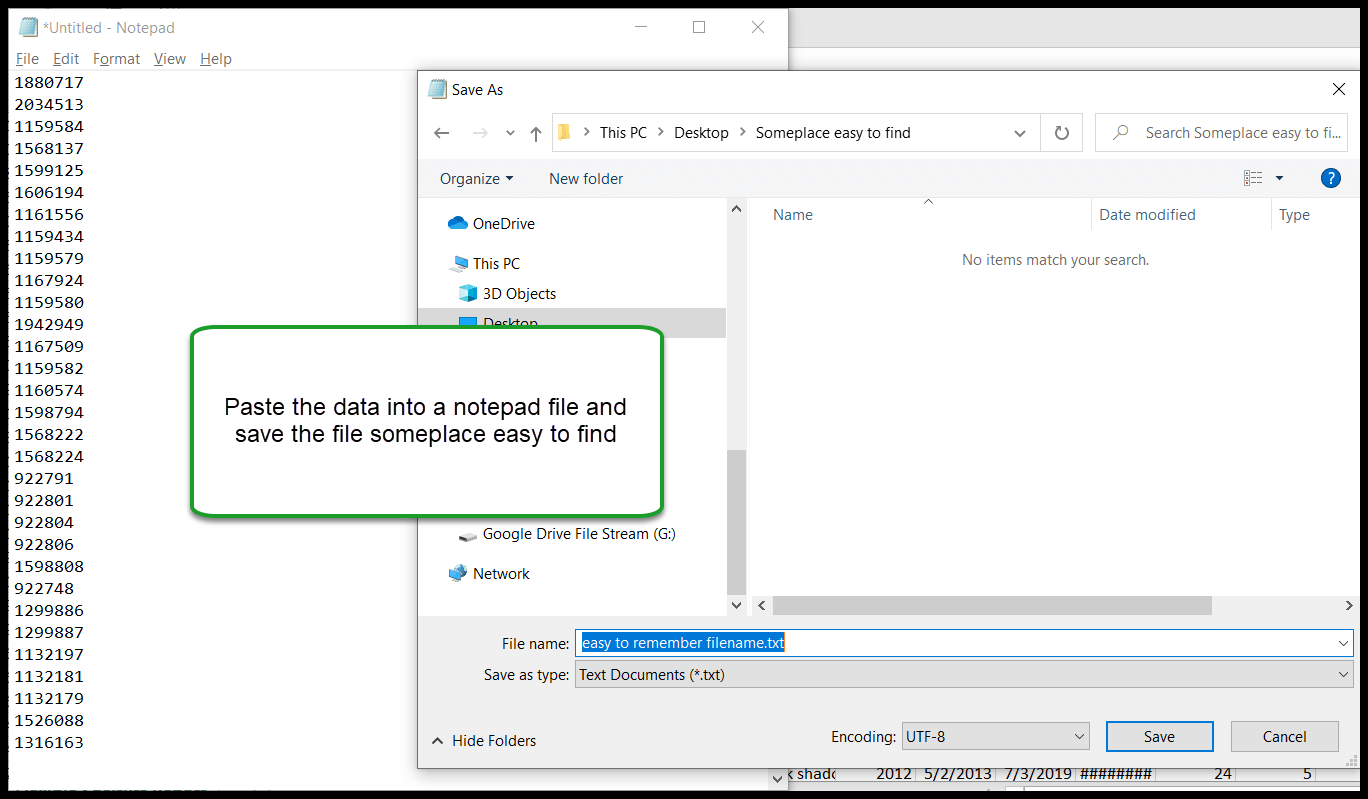 *Untitled - Notepad
File Edit Format View Help
1880717
2034513
1159584
1568137
1599125
1606194
1161556
1159434
1159579
1167924
1159580
1942949
1167509
1159582
1160574
1598794
1568222
1568224
922791
922801
922804
922806
1598808
922748
1299886
1299887
1132197
1132181
1132179
1526088
1316163
Save As
This PC > Desktop > Someplace easy to find
Search Someplace easy to fi...
Organize New folder
?
OneDrive
This PC
3D Objects
Desktop
Google Drive File Stream (G:)
Network
Name Date modified Type
No items match your search.
Paste the data into a notepad file and
save the file someplace easy to find
File name: easy to remember filename.txt
Save as type: Text Documents (*.txt)
Hide Folders Encoding: UTF-8 Save Cancel
2012 5/2/2013 7/3/2019 ######## 24 5